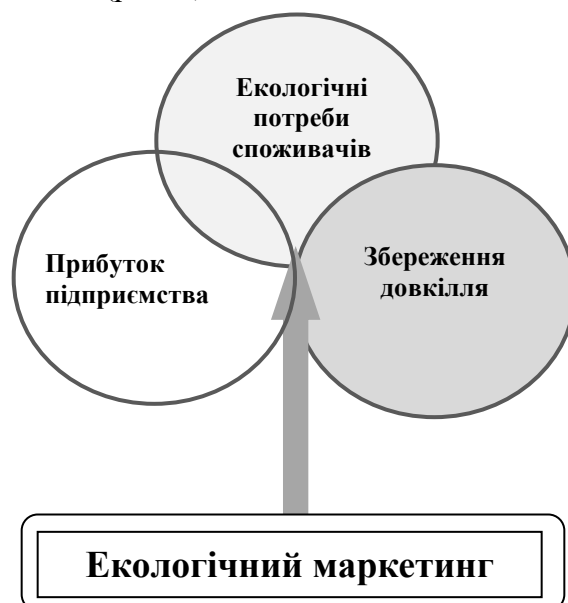 Екологічні
потреби
споживачів
Прибуток
підприємства
Збереження
довкілля
Екологічний маркетинг